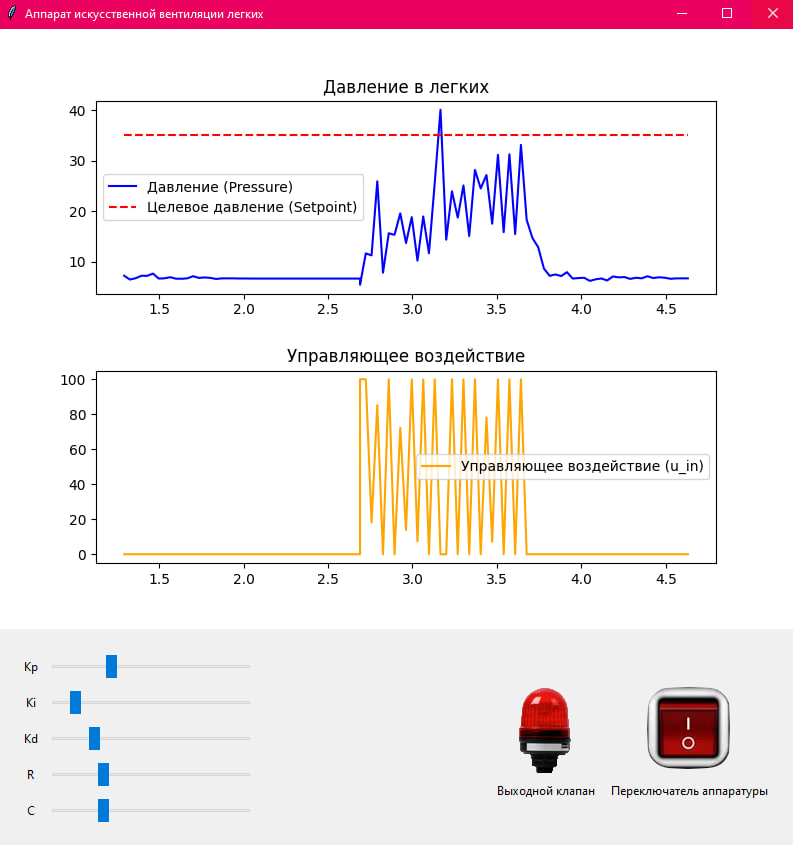 Аппарат искусственной вентиляции легких
Давление в легких
40
30
20
10
Давление (Pressure)
Целевое давление (Setpoint)
1.5 2.0 2.5 3.0 3.5 4.0 4.5
Управляющее воздействие
100
80
60
40
20
0
Управляющее воздействие (u_in)
1.5 2.0 2.5 3.0 3.5 4.0 4.5
Kp
Ki
Kd
R
C
Выходной клапан
Переключатель аппаратуры